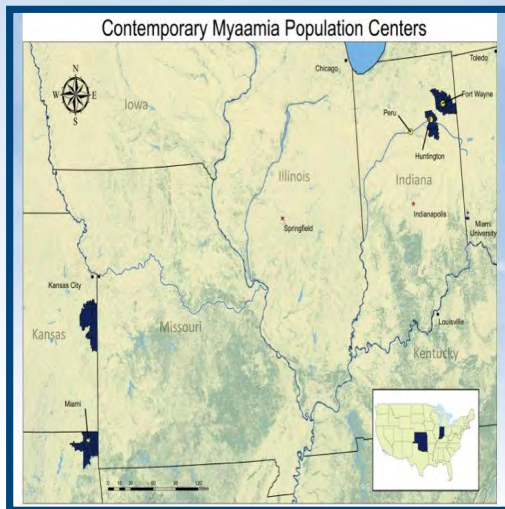 Contemporary Myaamia Population Centers
Toledo
Chicago
N
W E
S
Fort Wayne
Iowa
Peru
Huntington
Illinois
Indiana
Springfield
Indianapolis
Miami
University
Kansas City
Louisville
Kansas
Missouri
Kentucky
Miami